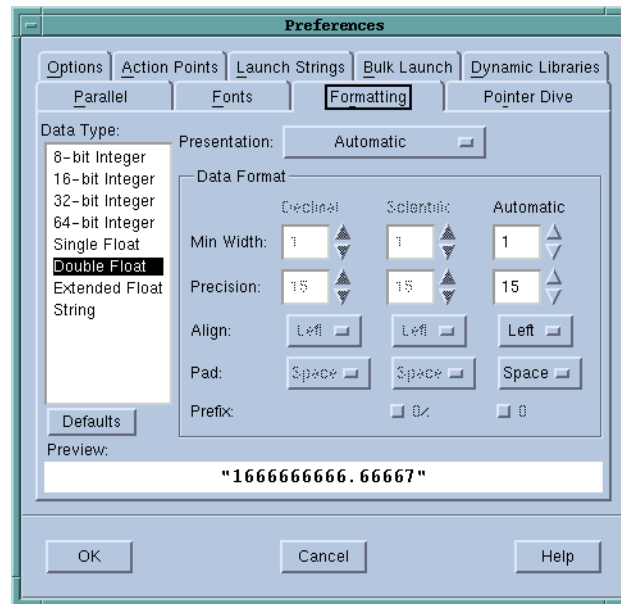 Preferences
Options Action Points Launch Strings Bulk Launch Dynamic Libraries
Parallel Fonts Formatting Pointer Dive
Data Type:
8-bit Integer
16-bit Integer
32-bit Integer
64-bit Integer
Single Float
Double Float
Extended Float
String
Defaults
Presentation: Automatic
Data Format
Decimal Scientific Automatic
Min Width: 1 1 1
Precision: 15 15 15
Align: Left Left Left
Pad: Space Space Space
Prefix: 0x 0
Preview:
"1666666666.66667"
OK Cancel Help